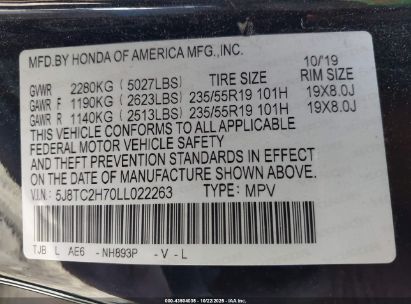 MFD.BY HONDA OF AMERICA MFG.,INC. 10/19
GVWR 2280KG (5027LBS) RIM SIZE
GAWR F 1190KG (2623LBS) 235/55R19 101H 19X8.0J
GAWR R 1140KG (2513LBS) 235/55R19 101H 19X8.0J
THIS VEHICLE CONFORMS TO ALL APPLICABLE
FEDERAL MOTOR VEHICLE SAFETY
AND THEFT PREVENTION STANDARDS IN EFFECT
ON THE DATE OF MANUFACTURE SHOWN ABOVE.
V.I.N.: 5J8TC2H70LL022263 TYPE: MPV
TJB L AE6 -NH893P -V-L